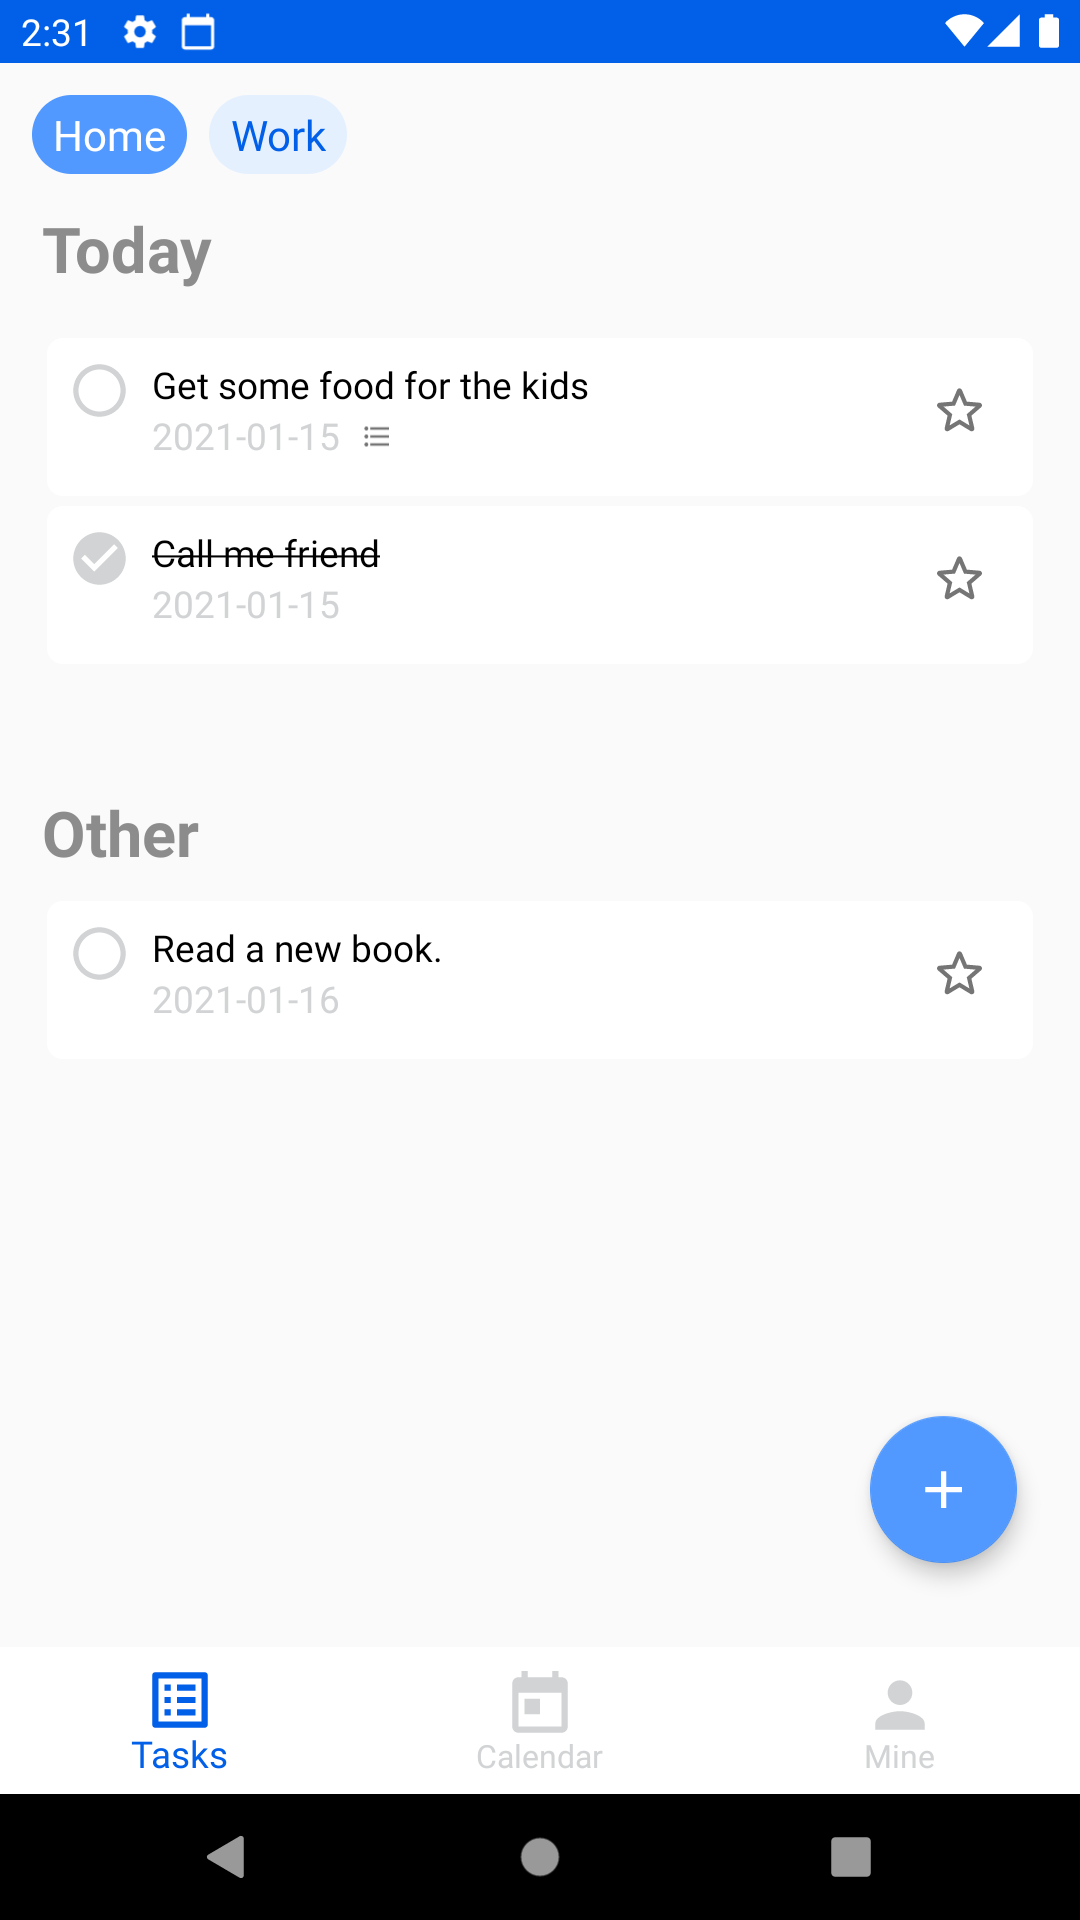 2:31
Home Work
Today
Get some food for the kids
2021-01-15
Call me friend
2021-01-15
Other
Read a new book.
2021-01-16
Tasks Calendar Mine